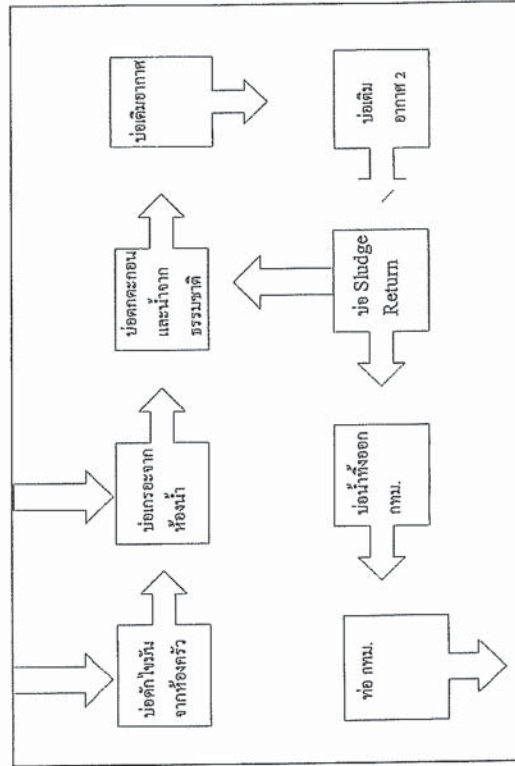 บ่อดักไขมัน
จากห้องครัว
บ่อเกรอะจาก
ห้องน้ำ
บ่อตกตะกอน
และน้ำจาก
ธรรมชาติ
บ่อเติมอากาศ
บ่อเติม
อากาศ 2
บ่อ Sludge
Return
บ่อน้ำทิ้งออก
กทม.
ท่อ กทม.